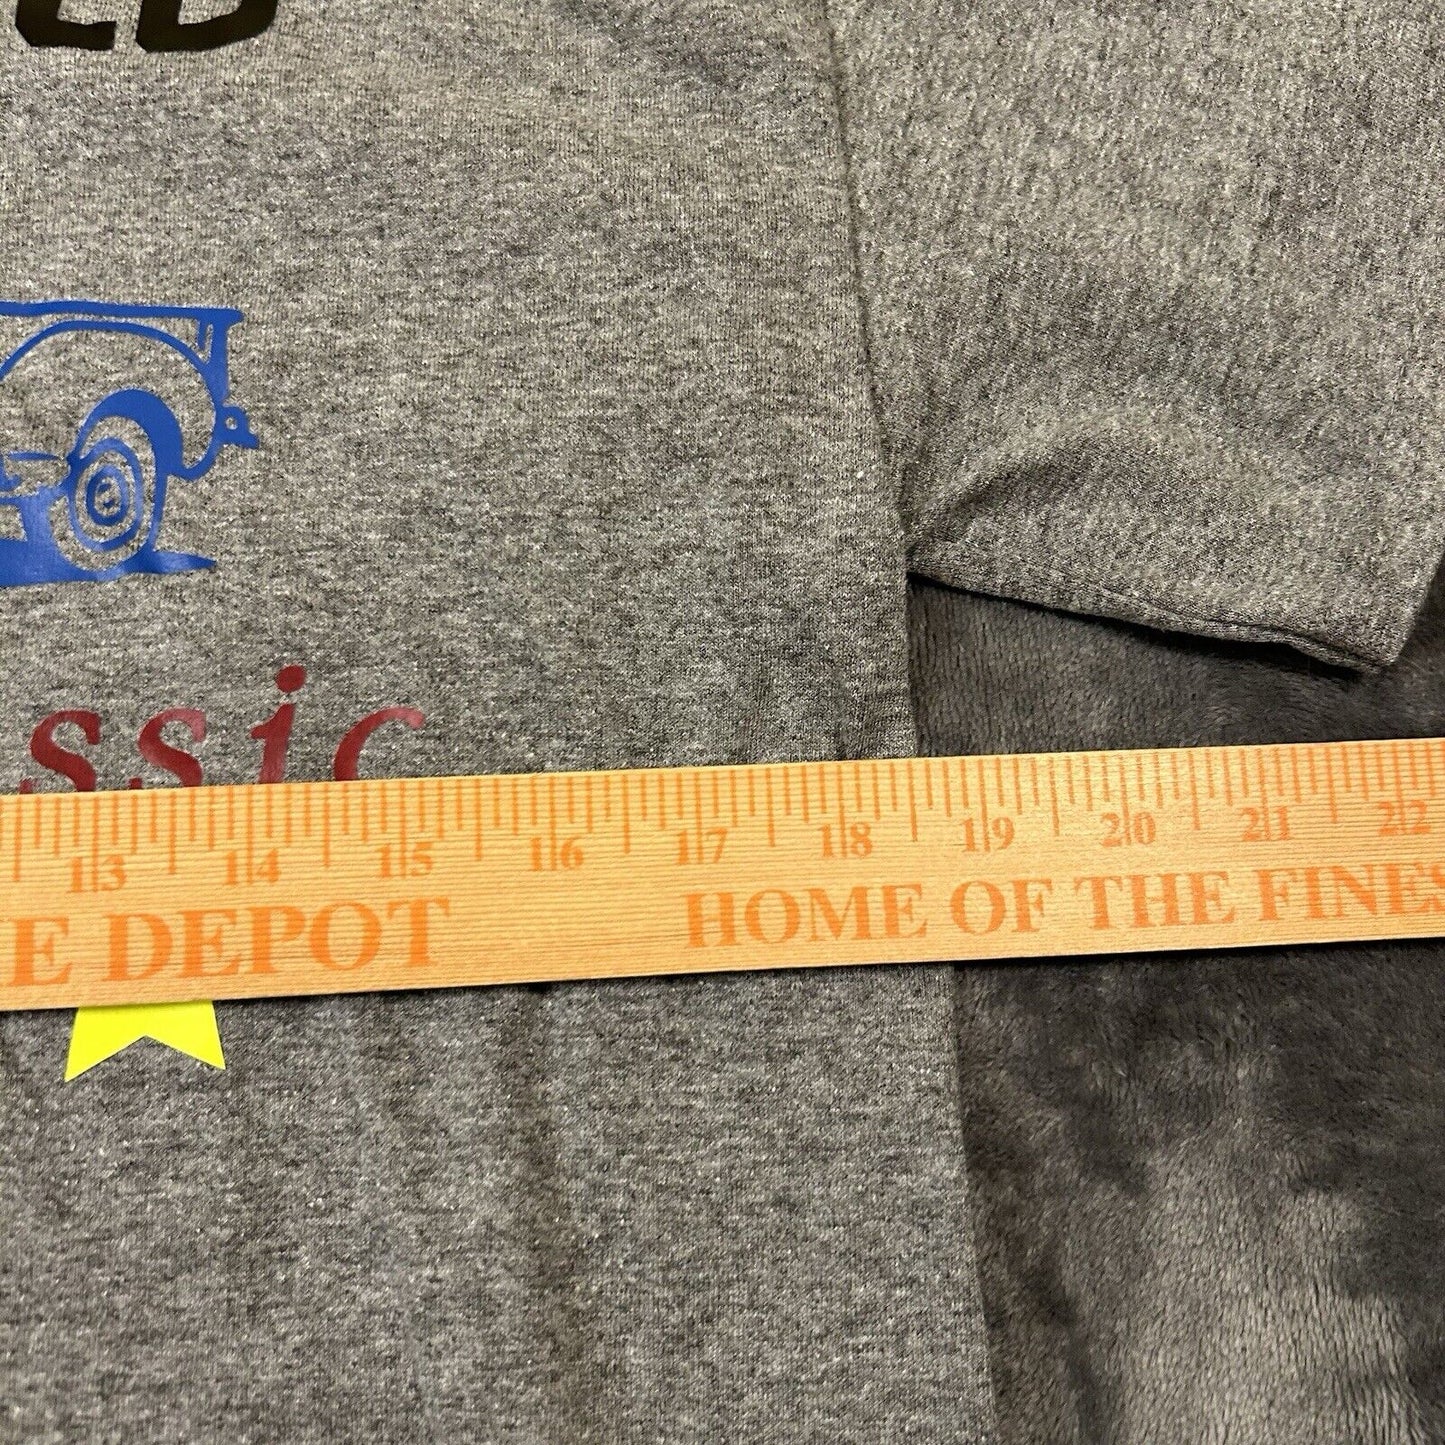 ssic
13 14 15 16 17 18 19 20 21 22
E DEPOT HOME OF THE FINES